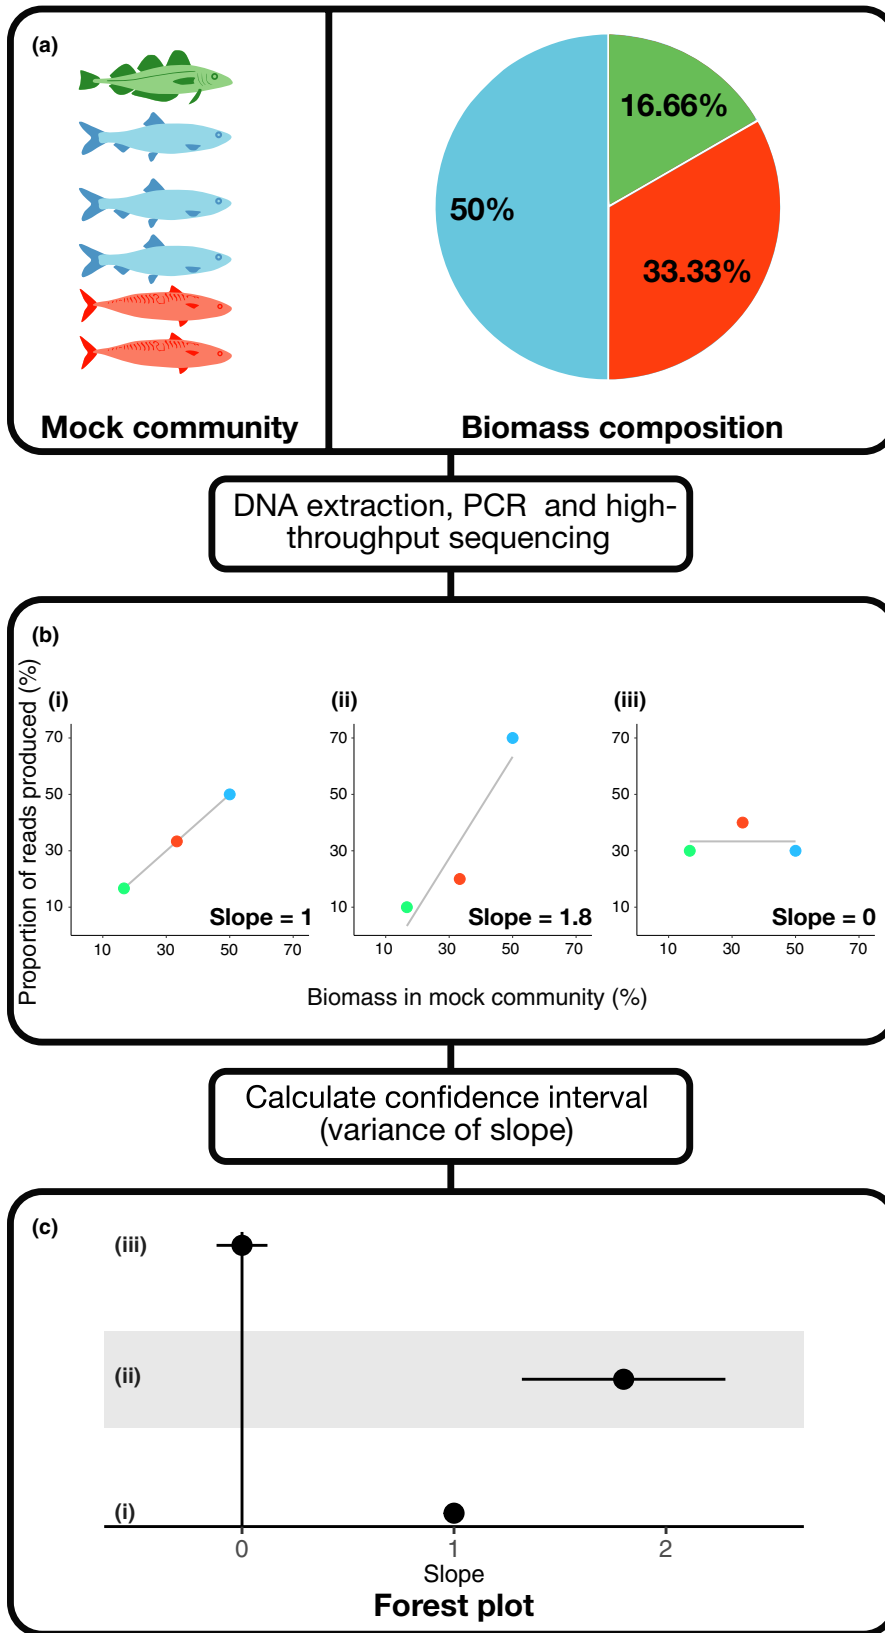 (a)
16.66%
50%
33.33%
Mock community
Biomass composition
DNA extraction, PCR and high-
throughput sequencing
(b)
Proportion of reads produced (%)
(i)
70
50
30
10
Slope = 1
10 30 50 70
(ii)
70
50
30
10
Slope = 1.8
10 30 50 70
(iii)
70
50
30
10
Slope = 0
10 30 50 70
Biomass in mock community (%)
Calculate confidence interval
(variance of slope)
(c)
(iii)
(ii)
(i)
0 1 2
Slope
Forest plot